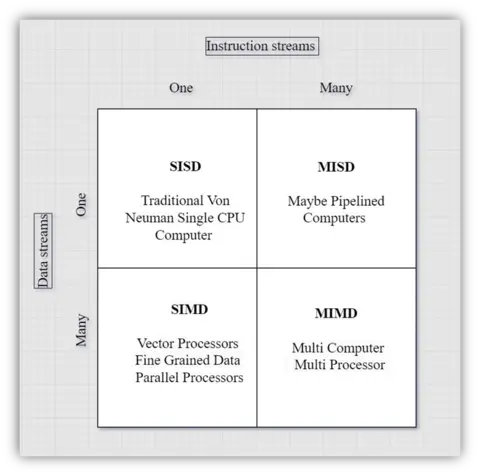 Instruction streams
One
Many
Data streams
One
Many
SISD
Traditional Von
Neuman Single CPU
Computer
MISD
Maybe Pipelined
Computers
SIMD
Vector Processors
Fine Grained Data
Parallel Processors
MIMD
Multi Computer
Multi Processor